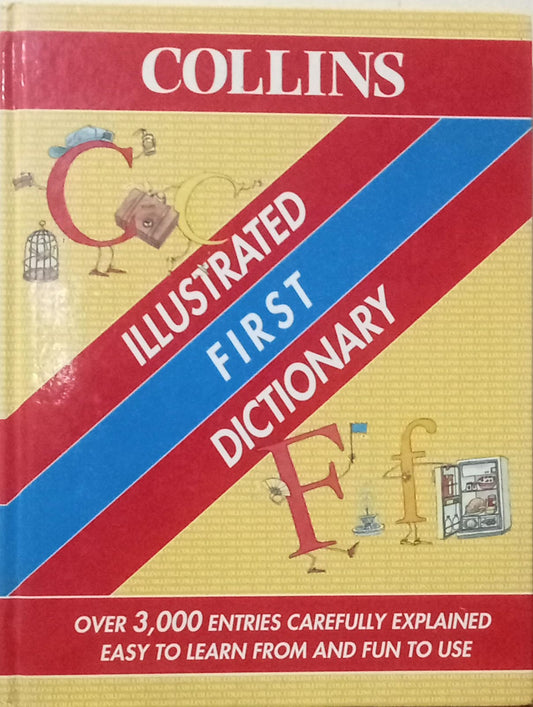 COLLINS
C c
ILLUSTRATED
FIRST
DICTIONARY
F f
OVER 3,000 ENTRIES CAREFULLY EXPLAINED
EASY TO LEARN FROM AND FUN TO USE